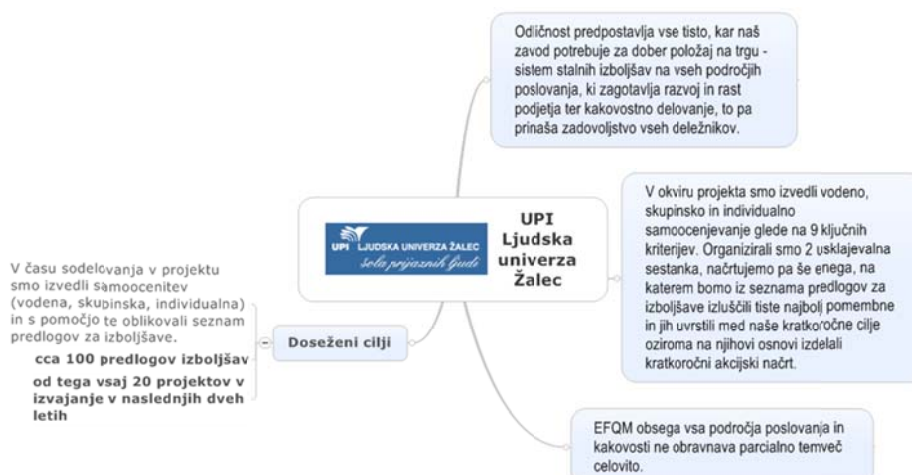 Odličnost predpostavlja vse tisto, kar naš
zavod potrebuje za dober položaj na trgu -
sistem stalnih izboljšav na vseh področjih
poslovanja, ki zagotavlja razvoj in rast
podjetja ter kakovostno delovanje, to pa
prinaša zadovoljstvo vseh deležnikov.
UPI LJUDSKA UNIVERZA ŽALEC
šola prijaznih ljudi
UPI
Ljudska
univerza
Žalec
V okviru projekta smo izvedli vodeno,
skupinsko in individualno
samoocenjevanje glede na 9 ključnih
kriterijev. Organizirali smo 2 usklajevalna
sestanka, načrtujemo pa še enega, na
katerem bomo iz seznama predlogov za
izboljšave izluščili tiste najbolj pomembne
in jih uvrstili med naše kratkoročne cilje
oziroma na njihovi osnovi izdelali
kratkoročni akcijski načrt.
Doseženi cilji
V času sodelovanja v projektu
smo izvedli samoocenitev
(vodena, skupinska, individualna)
in s pomočjo te oblikovali seznam
predlogov za izboljšave.
cca 100 predlogov izboljšav
od tega vsaj 20 projektov v
izvajanje v naslednjih dveh
letih
EFQM obsega vsa področja poslovanja in
kakovosti ne obravnava parcialno temveč
celovito.